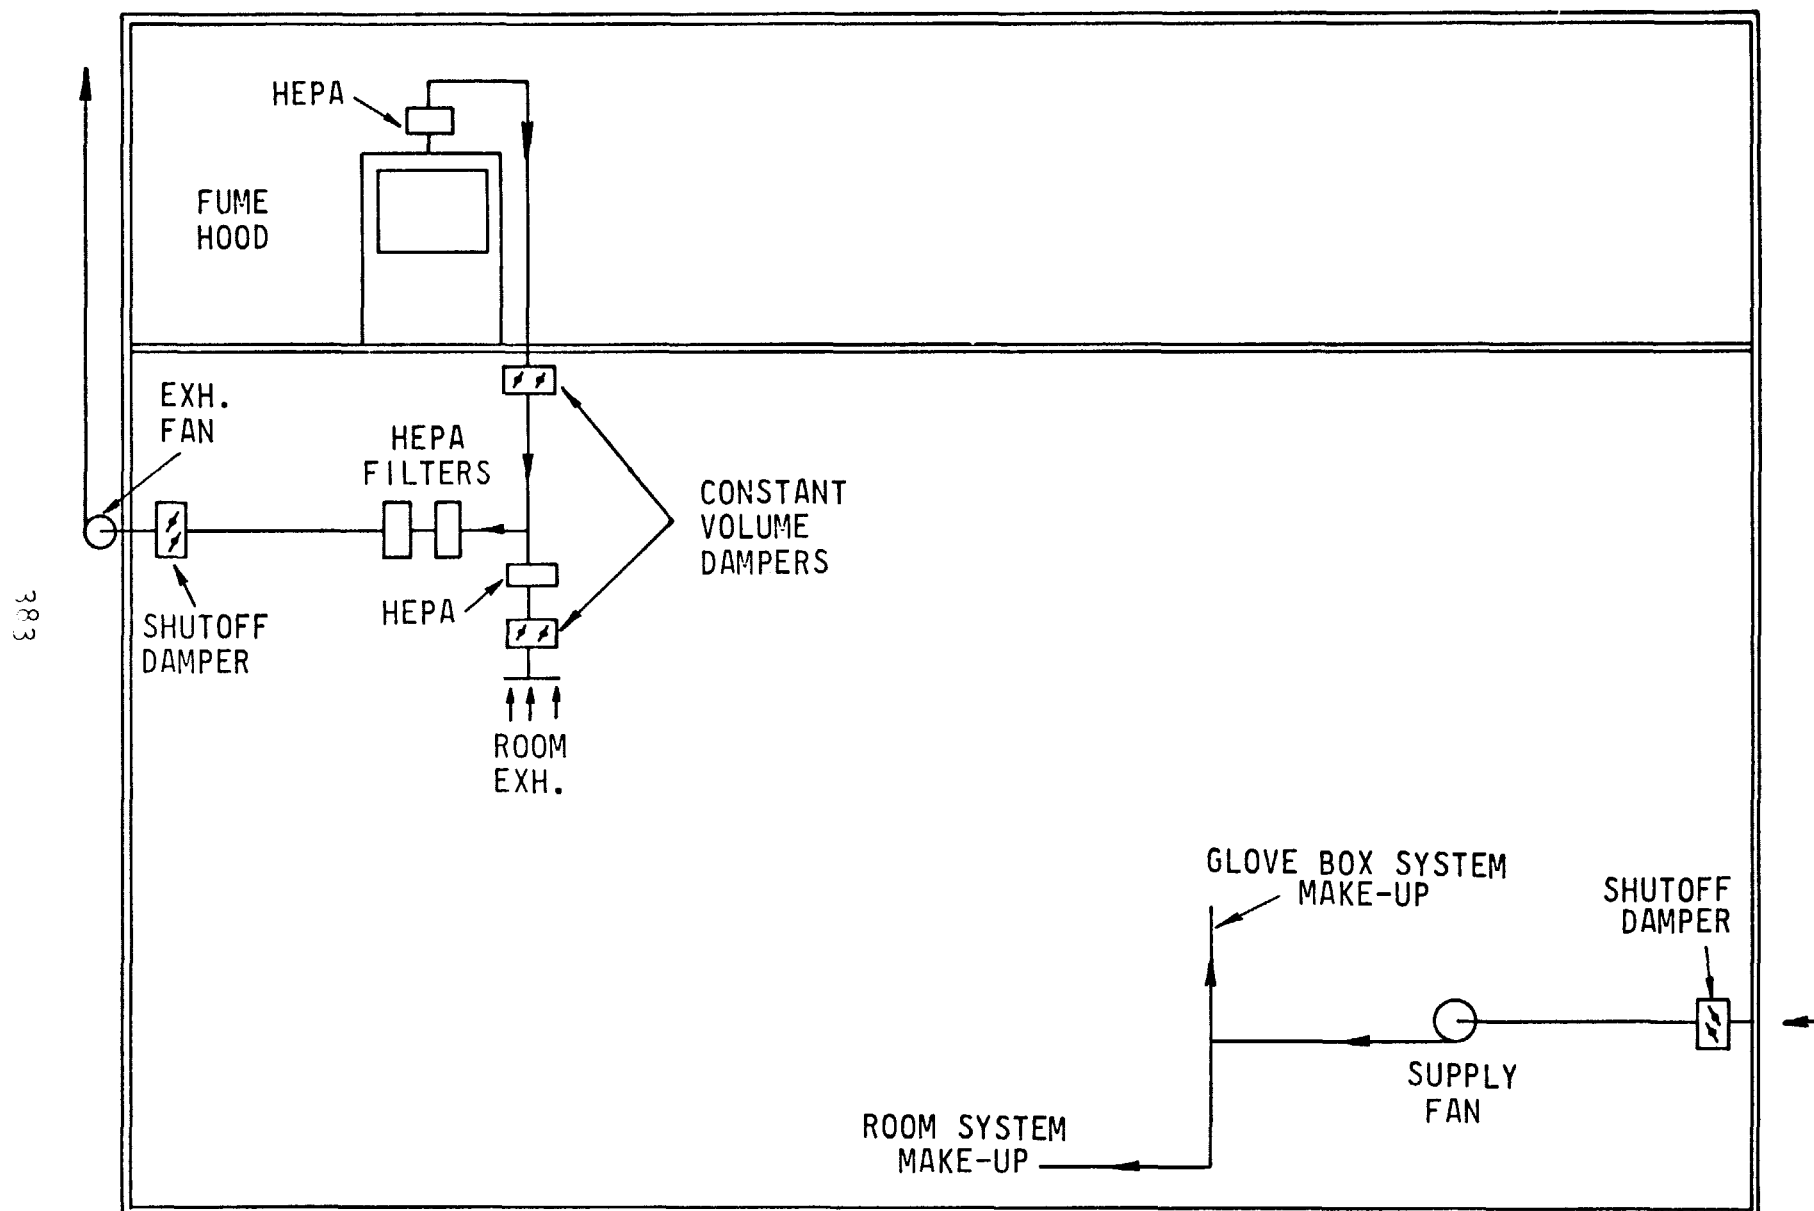 HEPA
FUME
HOOD
EXH.
FAN
HEPA
FILTERS
CONSTANT
VOLUME
DAMPERS
HEPA
SHUTOFF
DAMPER
383
ROOM
EXH.
GLOVE BOX SYSTEM
MAKE-UP
SHUTOFF
DAMPER
SUPPLY
FAN
ROOM SYSTEM
MAKE-UP